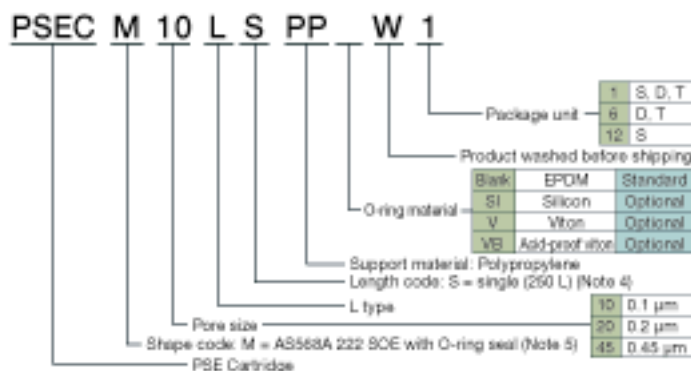 PSEC M 10 L S PP W 1
1 S, D, T
Package unit 6 D, T
12 S
Product washed before shipping
Blank EPDM Standard
SI Silicon Optional
O-ring material V Viton Optional
VB Acid-proof viton Optional
Support material: Polypropylene
Length code: S = single (250 L) (Note 4)
L type
10 0.1 µm
Pore size 20 0.2 µm
45 0.45 µm
Shape code: M = AS568A 222 SOE with O-ring seal (Note 5)
PSE Cartridge